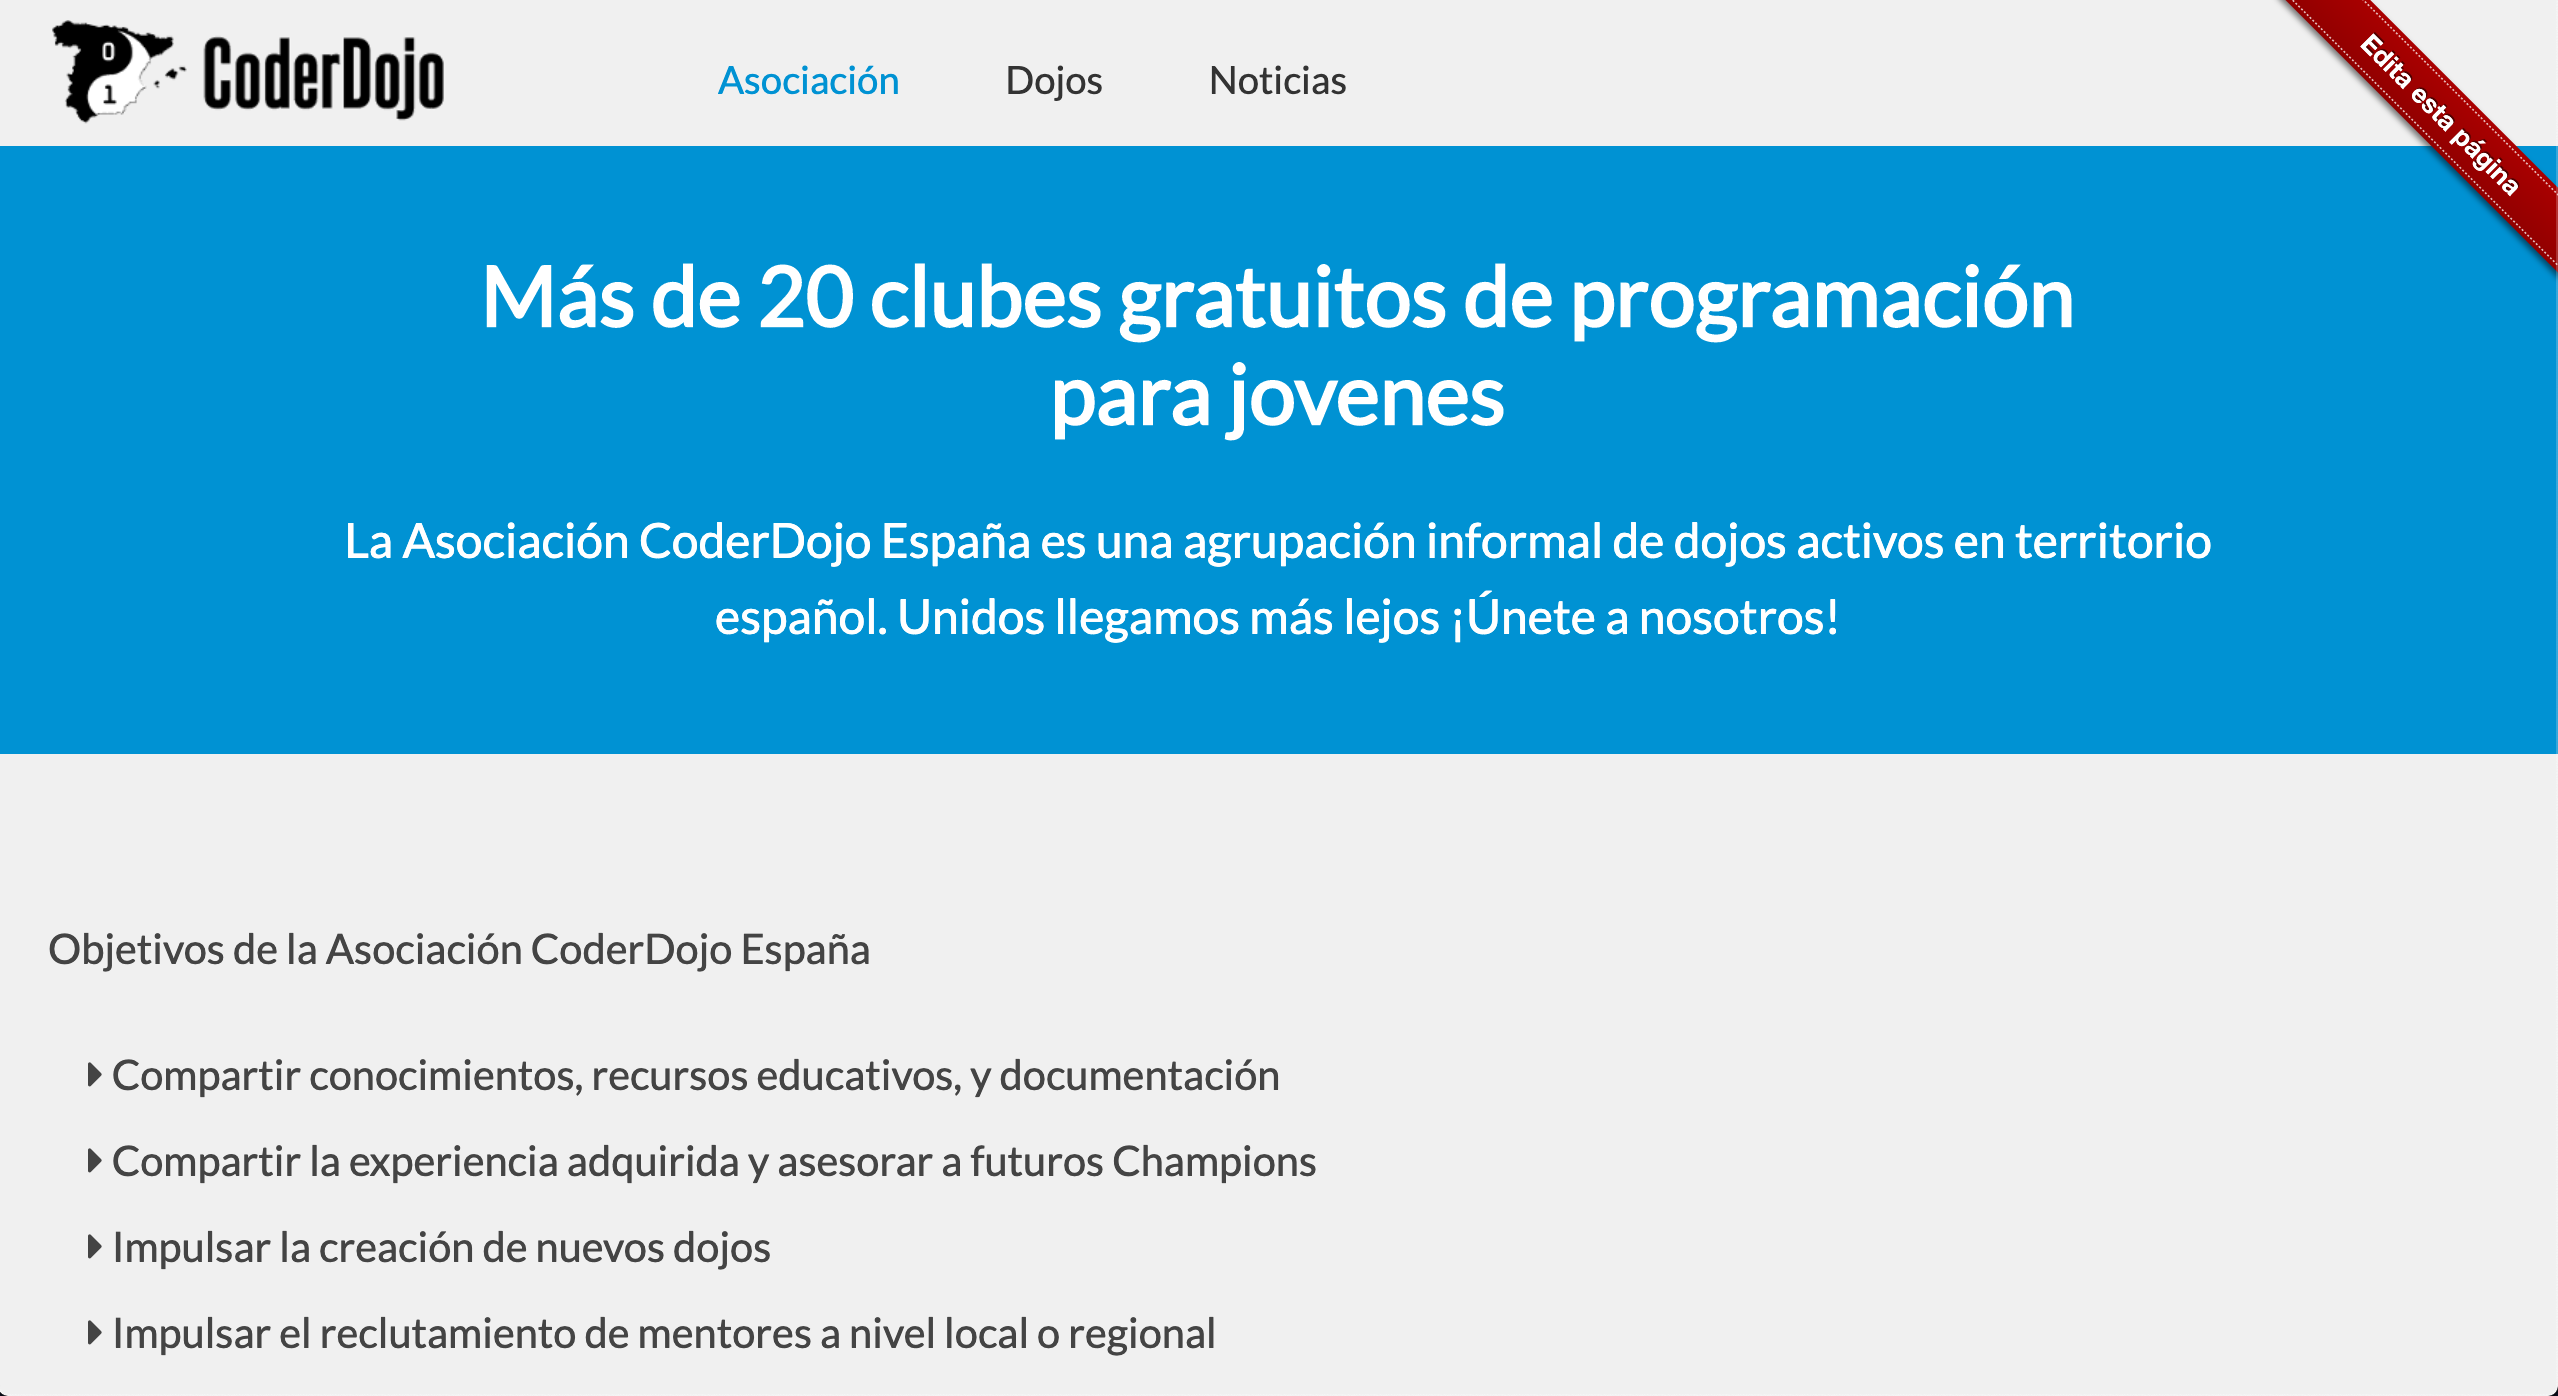 0
1
CoderDojo
Asociación
Dojos
Noticias
Edita esta página
Más de 20 clubes gratuitos de programación
para jovenes
La Asociación CoderDojo España es una agrupación informal de dojos activos en territorio
español. Unidos llegamos más lejos ¡Únete a nosotros!
Objetivos de la Asociación CoderDojo España
Compartir conocimientos, recursos educativos, y documentación
Compartir la experiencia adquirida y asesorar a futuros Champions
Impulsar la creación de nuevos dojos
Impulsar el reclutamiento de mentores a nivel local o regional